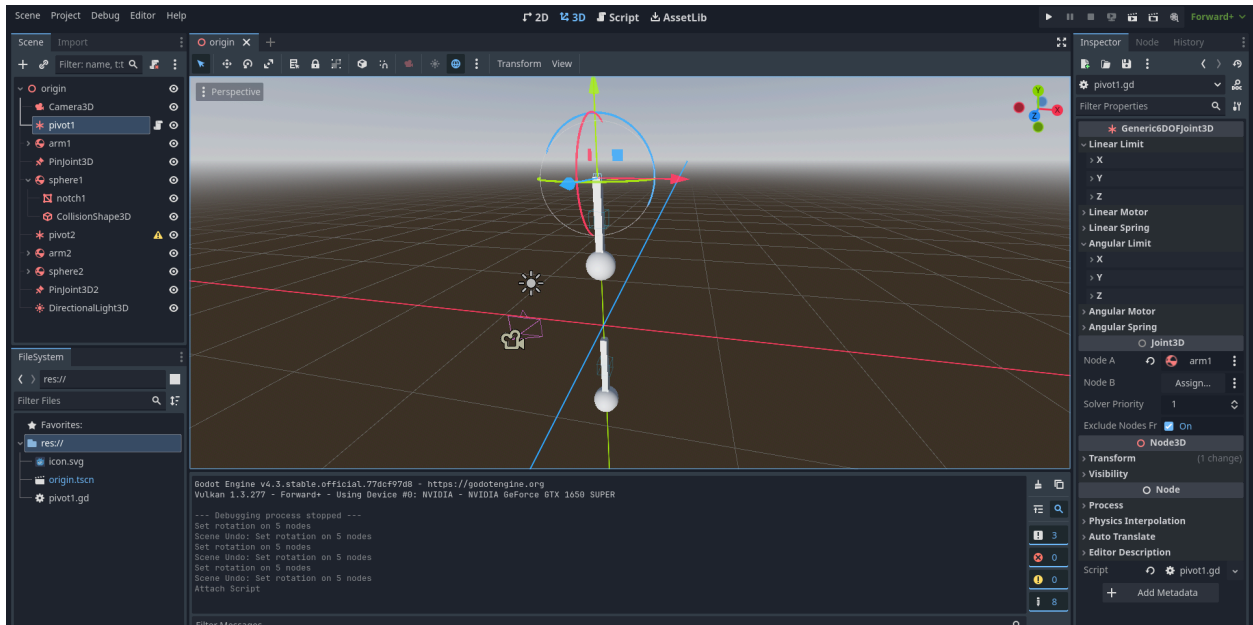 Scene Project Debug Editor Help
2D 3D Script AssetLib
Forward+
Scene Import
Filter: name, t:t
origin
Camera3D
pivot1
arm1
PinJoint3D
sphere1
notch1
CollisionShape3D
pivot2
arm2
sphere2
PinJoint3D2
DirectionalLight3D
FileSystem
res://
Filter Files
Favorites:
res://
icon.svg
origin.tscn
pivot1.gd
origin
Transform View
Perspective
Y
X
Z
Godot Engine v4.3.stable.official.77dcf97d8 - https://godotengine.org
Vulkan 1.3.277 - Forward+ - Using Device #0: NVIDIA - NVIDIA GeForce GTX 1650 SUPER
--- Debugging process stopped ---
Set rotation on 5 nodes
Scene Undo: Set rotation on 5 nodes
Set rotation on 5 nodes
Scene Undo: Set rotation on 5 nodes
Set rotation on 5 nodes
Scene Undo: Set rotation on 5 nodes
Attach Script
Filter Messages
3
0
0
8
Inspector Node History
pivot1.gd
DOC
Filter Properties
Generic6DOFJoint3D
Linear Limit
X
Y
Z
Linear Motor
Linear Spring
Angular Limit
X
Y
Z
Angular Motor
Angular Spring
Joint3D
Node A arm1
Node B Assign...
Solver Priority 1
Exclude Nodes Fr On
Node3D
Transform (1 change)
Visibility
Node
Process
Physics Interpolation
Auto Translate
Editor Description
Script pivot1.gd
Add Metadata